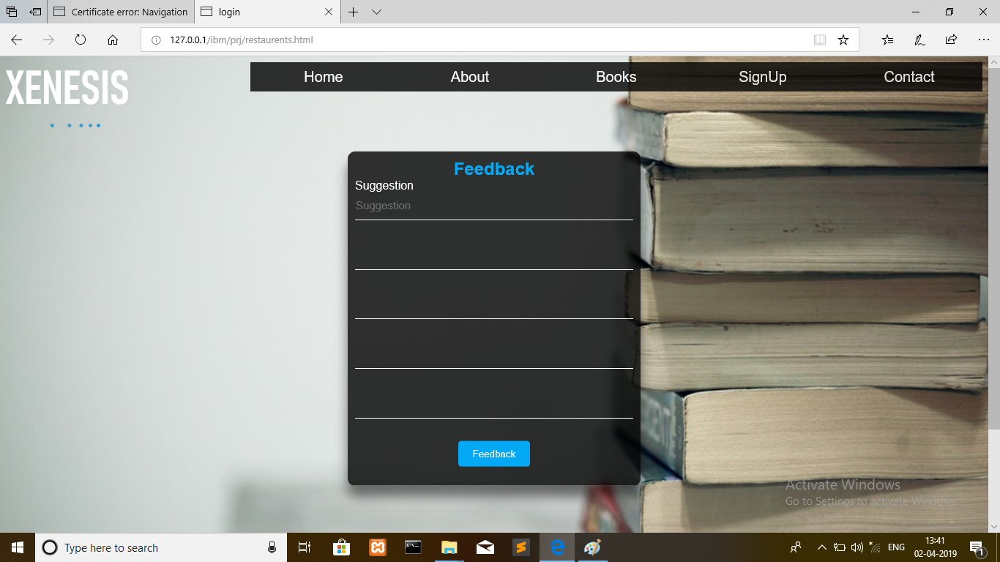 Certificate error: Navigation
login
127.0.0.1/ibm/prj/restaurents.html
XENESIS
Home
About
Books
SignUp
Contact
Feedback
Suggestion
Suggestion
Feedback
Activate Windows
Go to Settings to activate Windows.
Type here to search
ENG
13:41
02-04-2019
1